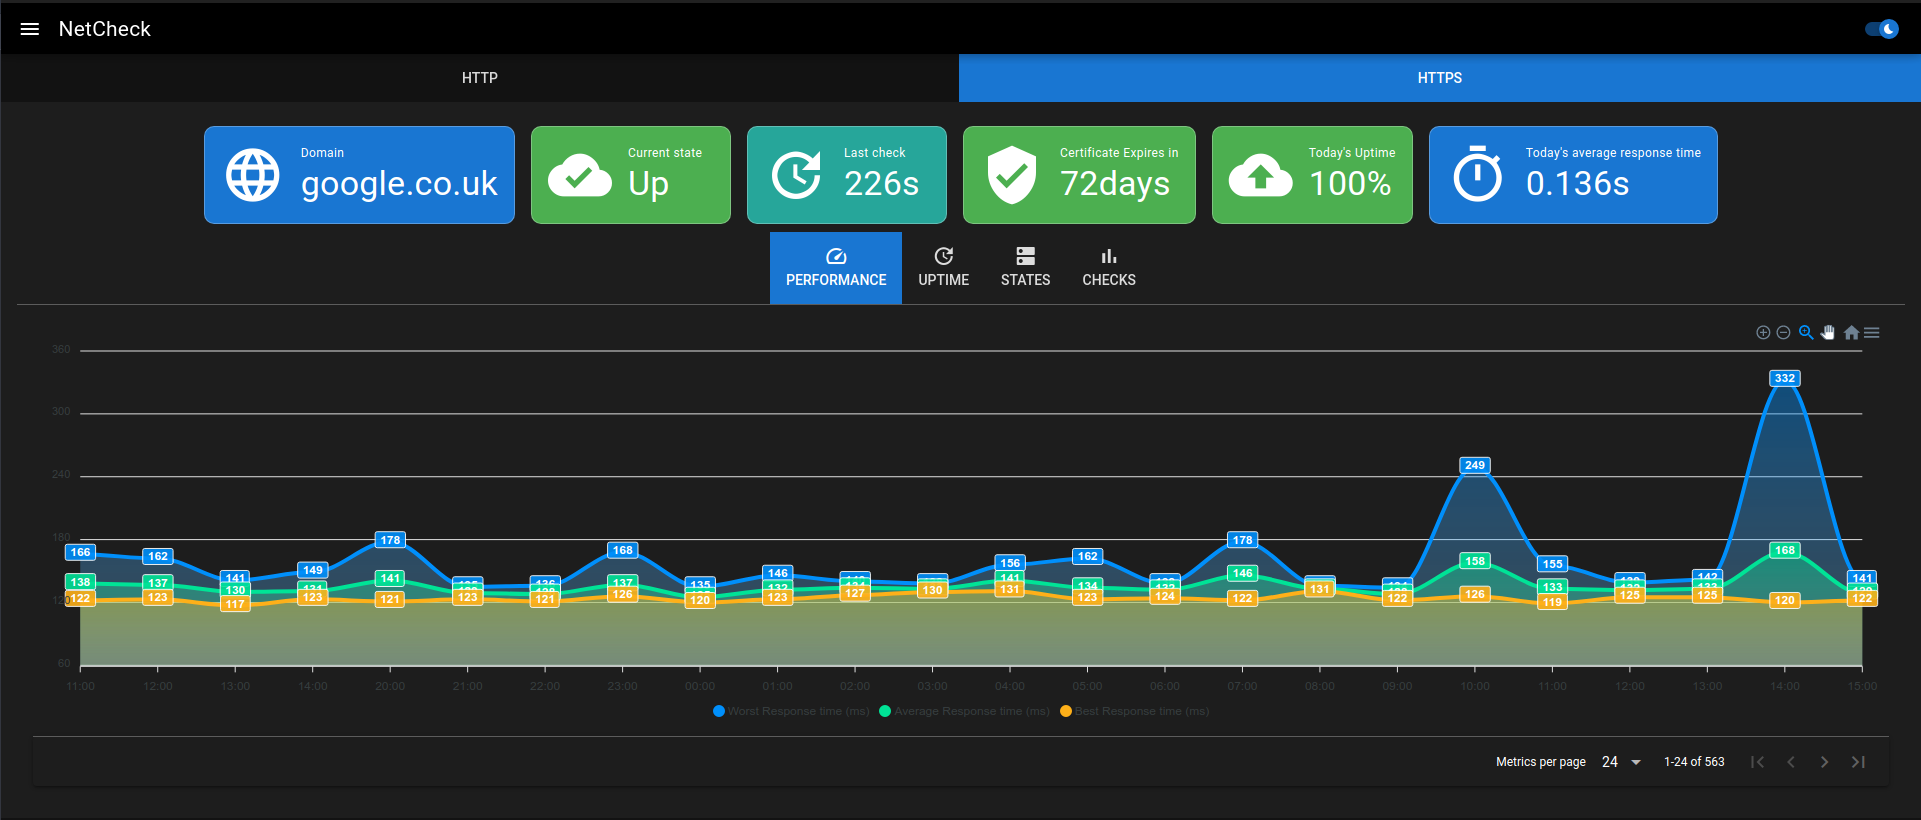 NetCheck
HTTP
HTTPS
Domain
google.co.uk
Current state
Up
Last check
226s
Certificate Expires in
72days
Today's Uptime
100%
Today's average response time
0.136s
PERFORMANCE
UPTIME
STATES
CHECKS
360
300
240
180
60
332
249
166 162 141 149 178 168 135 146 156 162 178 155 142 141
138 137 130 131 141 137 141 134 146 158 133 168
122 123 117 123 121 123 121 126 120 123 127 130 131 123 124 122 131 122 126 119 125 125 120 122
11:00 12:00 13:00 14:00 20:00 21:00 22:00 23:00 00:00 01:00 02:00 03:00 04:00 05:00 06:00 07:00 08:00 09:00 10:00 11:00 12:00 13:00 14:00 15:00
Worst Response time (ms) Average Response time (ms) Best Response time (ms)
Metrics per page 24 1-24 of 563